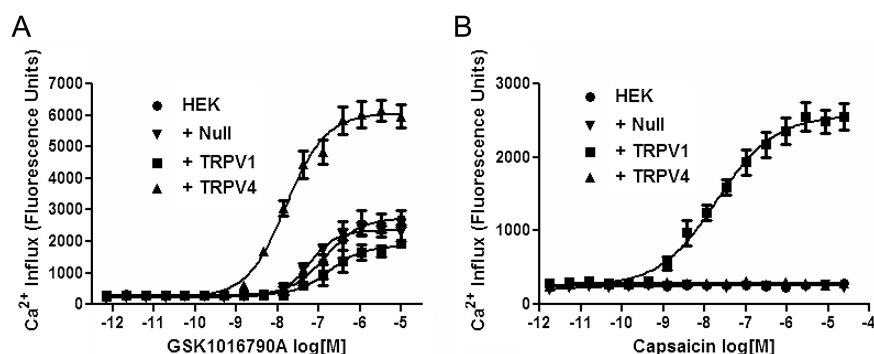 A
Ca2+ Influx (Fluorescence Units)
7000
6000
5000
4000
3000
2000
1000
0
HEK
+ Null
+ TRPV1
+ TRPV4
-12 -11 -10 -9 -8 -7 -6 -5
GSK1016790A log[M]
B
Ca2+ Influx (Fluorescence Units)
3000
2000
1000
0
HEK
+ Null
+ TRPV1
+ TRPV4
-12 -11 -10 -9 -8 -7 -6 -5 -4
Capsaicin log[M]